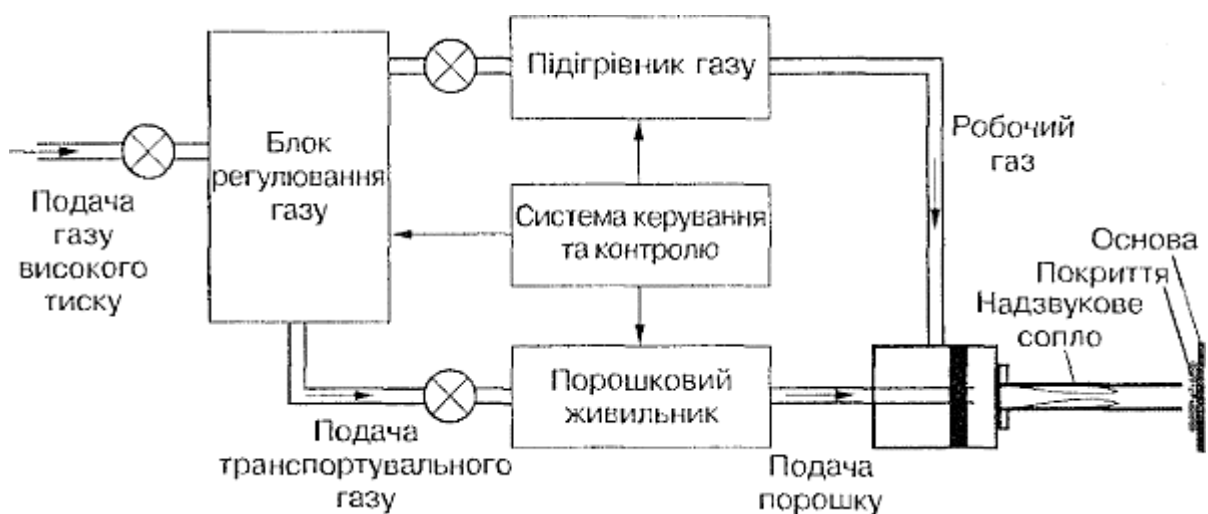 Підігрівник газу
Блок
регулювання
газу
Робочий
газ
Подача
газу
високого
тиску
Система керування
та контролю
Основа
Покриття
Надзвукове
сопло
Порошковий
живильник
Подача
транспортувального
газу
Подача
порошку